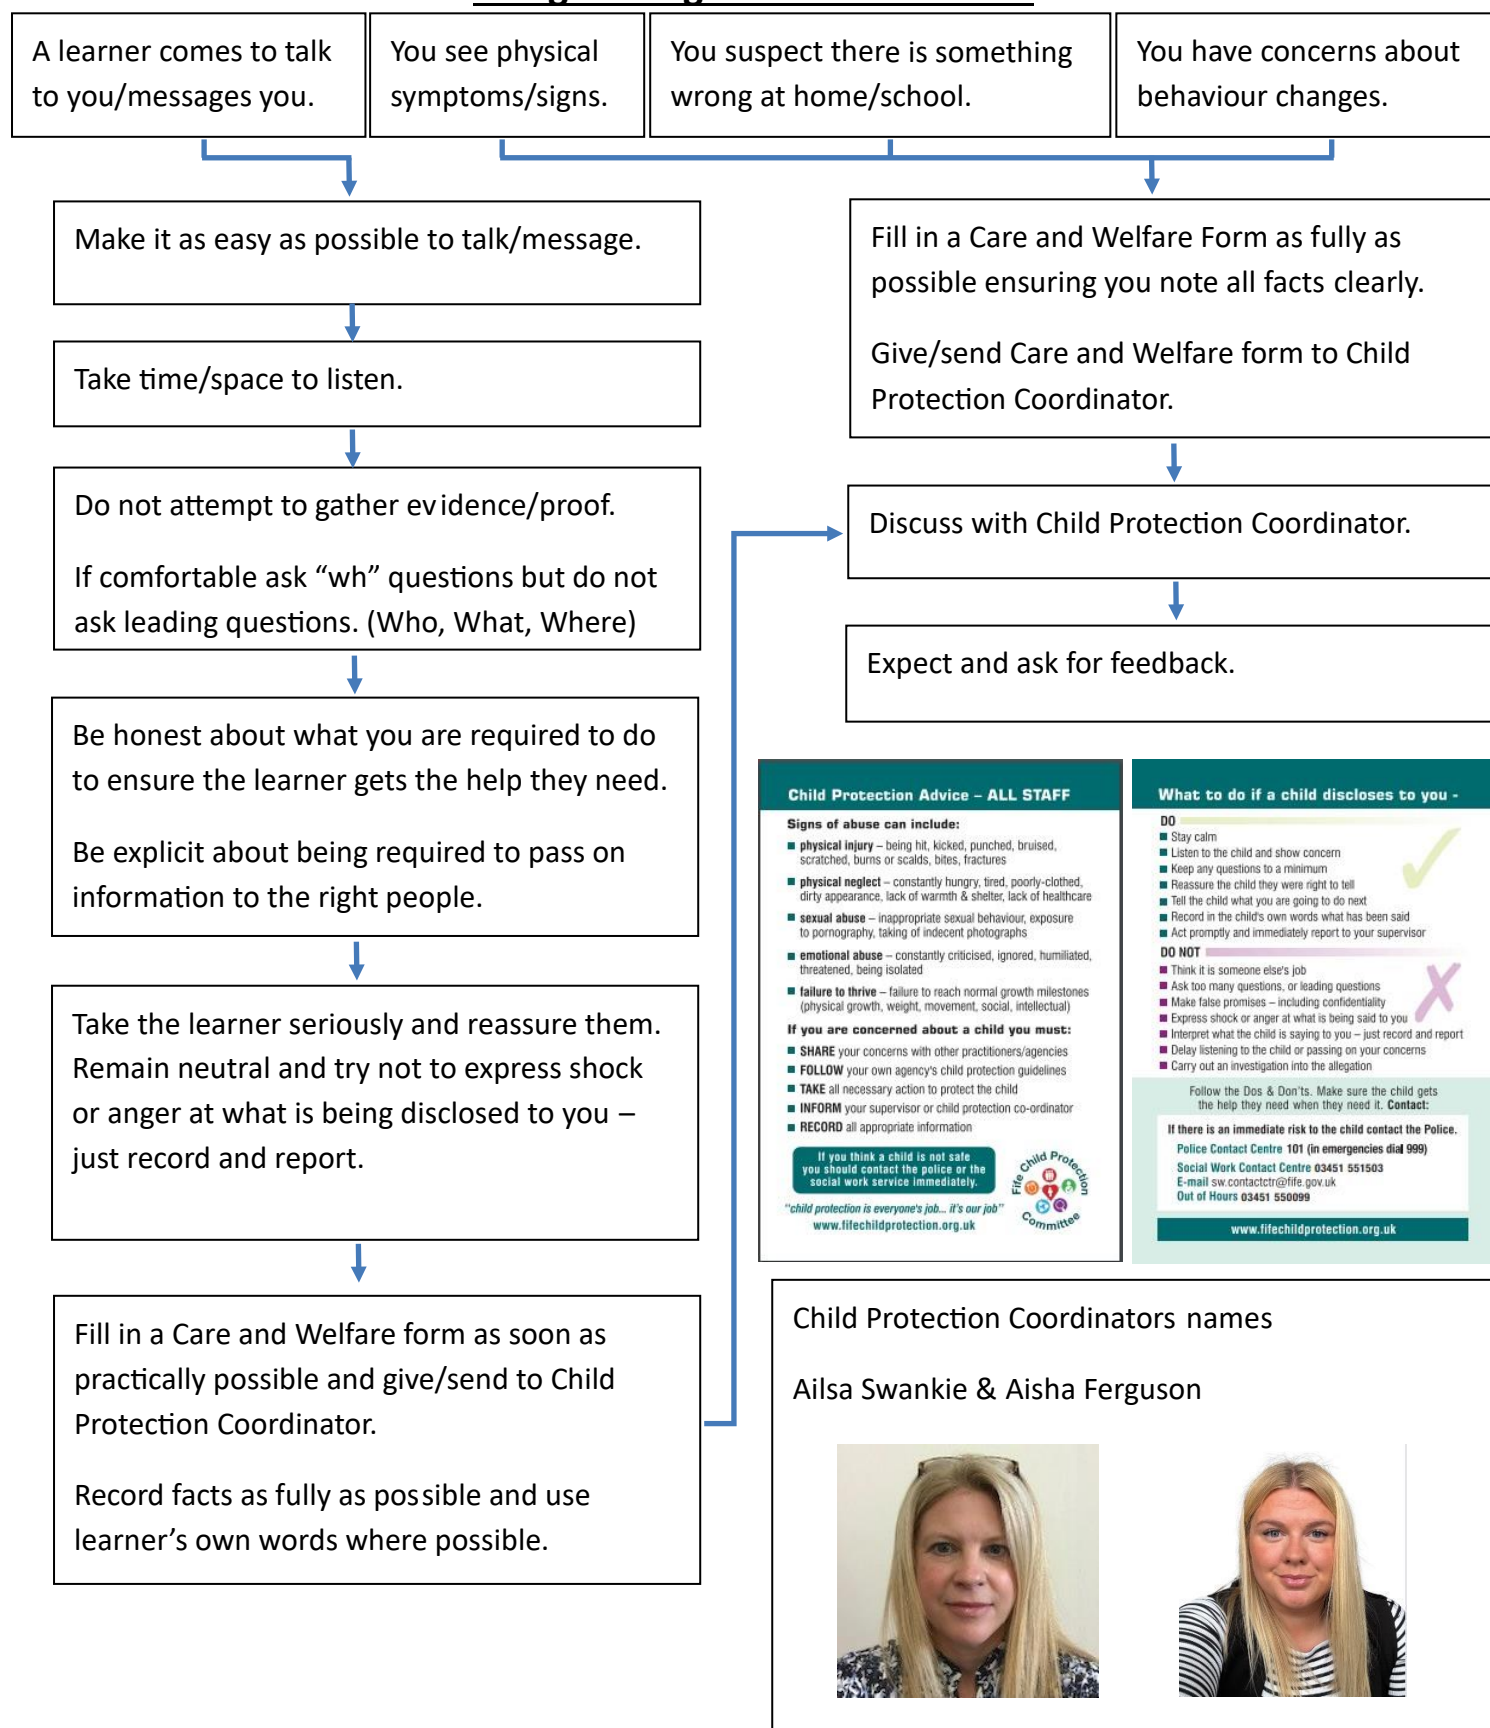 A learner comes to talk
to you/messages you.
You see physical
symptoms/signs.
You suspect there is something
wrong at home/school.
You have concerns about
behaviour changes.
Make it as easy as possible to talk/message.
Take time/space to listen.
Do not attempt to gather evidence/proof.
If comfortable ask “wh” questions but do not
ask leading questions. (Who, What, Where)
Be honest about what you are required to do
to ensure the learner gets the help they need.
Be explicit about being required to pass on
information to the right people.
Take the learner seriously and reassure them.
Remain neutral and try not to express shock
or anger at what is being disclosed to you –
just record and report.
Fill in a Care and Welfare form as soon as
practically possible and give/send to Child
Protection Coordinator.
Record facts as fully as possible and use
learner’s own words where possible.
Fill in a Care and Welfare Form as fully as
possible ensuring you note all facts clearly.
Give/send Care and Welfare form to Child
Protection Coordinator.
Discuss with Child Protection Coordinator.
Expect and ask for feedback.
Child Protection Advice – ALL STAFF
Signs of abuse can include:
physical injury – being hit, kicked, punched, bruised,
scratched, burns or scalds, bites, fractures
physical neglect – constantly hungry, tired, poorly-clothed,
dirty appearance, lack of warmth & shelter, lack of healthcare
sexual abuse – inappropriate sexual behaviour, exposure
to pornography, taking of indecent photographs
emotional abuse – constantly criticised, ignored, humiliated,
threatened, being isolated
failure to thrive – failure to reach normal growth milestones
(physical growth, weight, movement, social, intellectual)
If you are concerned about a child you must:
SHARE your concerns with other practitioners/agencies
FOLLOW your own agency's child protection guidelines
TAKE all necessary action to protect the child
INFORM your supervisor or child protection co-ordinator
RECORD all appropriate information
If you think a child is not safe
you should contact the police or the
social work service immediately.
"child protection is everyone's job... it's our job"
www.fifechildprotection.org.uk
Fife Child Protection
Committee
What to do if a child discloses to you -
DO
Stay calm
Listen to the child and show concern
Keep any questions to a minimum
Reassure the child they were right to tell
Tell the child what you are going to do next
Record in the child's own words what has been said
Act promptly and immediately report to your supervisor
DO NOT
Think it is someone else's job
Ask too many questions, or leading questions
Make false promises – including confidentiality
Express shock or anger at what is being said to you
Interpret what the child is saying to you – just record and report
Delay listening to the child or passing on your concerns
Carry out an investigation into the allegation
Follow the Dos & Don'ts. Make sure the child gets
the help they need when they need it. Contact:
If there is an immediate risk to the child contact the Police.
Police Contact Centre 101 (in emergencies dial 999)
Social Work Contact Centre 03451 551503
E-mail sw.contactctr@fife.gov.uk
Out of Hours 03451 550099
www.fifechildprotection.org.uk
Child Protection Coordinators names
Ailsa Swankie & Aisha Ferguson